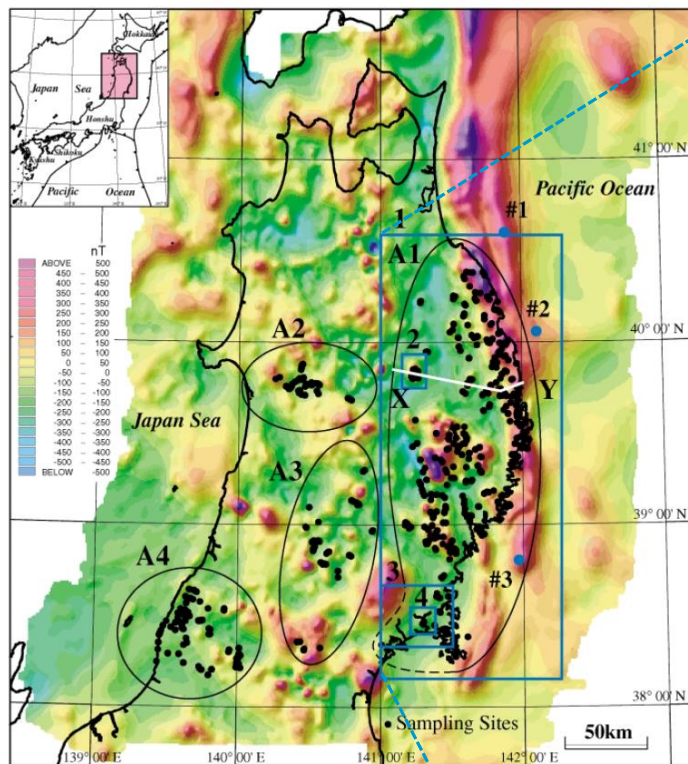 Hokkaido
Japan Sea
Honshu
Shikoku
Kyushu
Pacific Ocean
41° 00' N
Pacific Ocean
#1
1
A1
nT
ABOVE 500
450 – 500
400 – 450
350 – 400
300 – 350
250 – 300
200 – 250
150 – 200
100 – 150
50 – 100
0 – 50
-50 – 0
-100 – -50
-150 – -100
-200 – -150
-250 – -200
-300 – -250
-350 – -300
-400 – -350
-450 – -400
-500 – -450
BELOW -500
#2
A2
40° 00' N
2
X
Y
Japan Sea
A3
39° 00' N
A4
3
#3
4
38° 00' N
Sampling Sites
50km
139° 00' E
140° 00' E
141° 00' E
142° 00' E